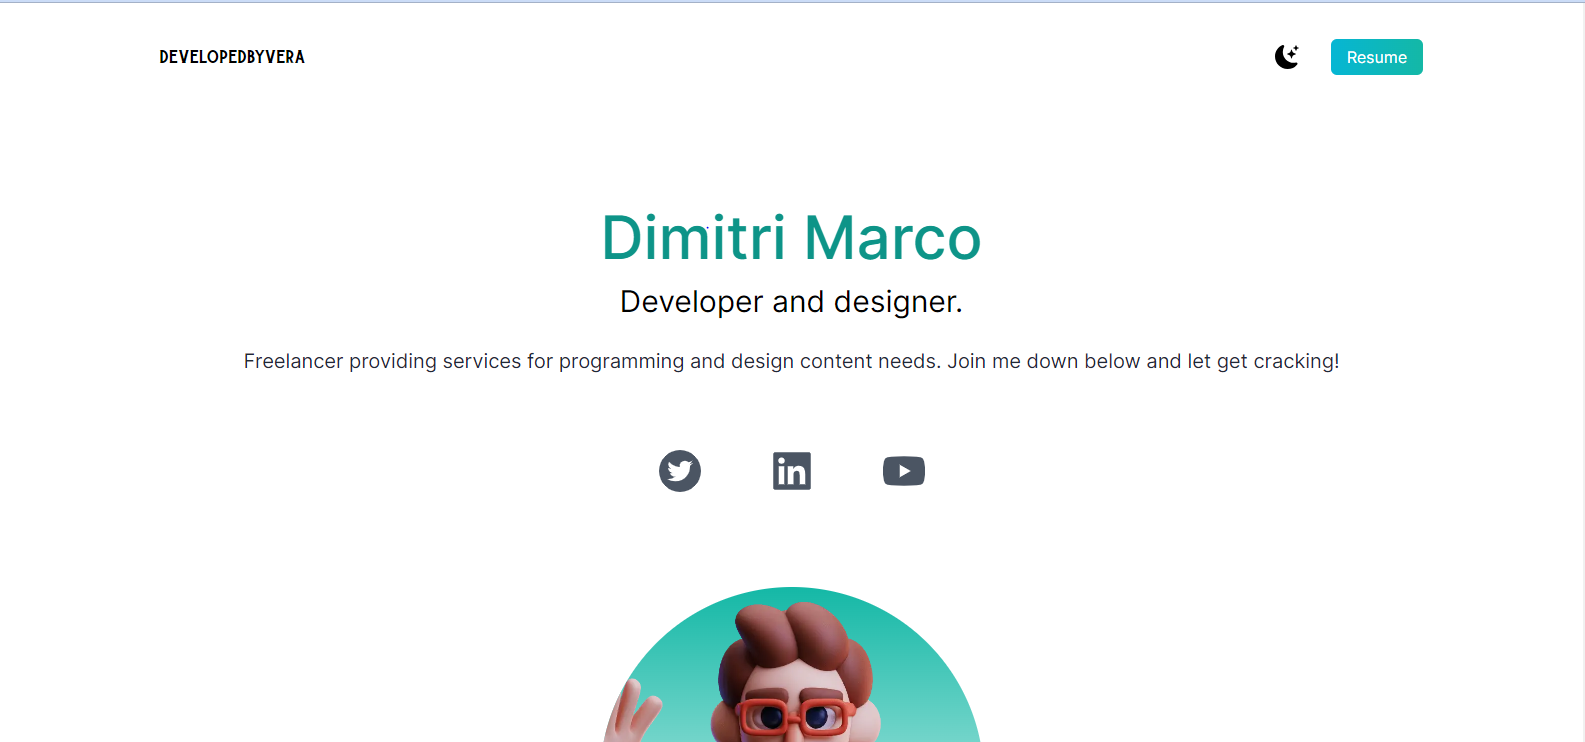 DEVELOPEDBYVERA
Resume
Dimitri Marco
Developer and designer.
Freelancer providing services for programming and design content needs. Join me down below and let get cracking!
in